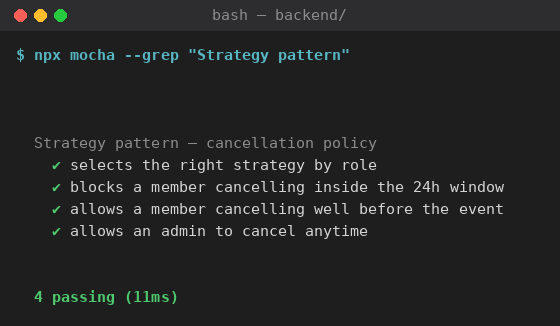 bash — backend/
$ npx mocha --grep "Strategy pattern"
Strategy pattern — cancellation policy
✔ selects the right strategy by role
✔ blocks a member cancelling inside the 24h window
✔ allows a member cancelling well before the event
✔ allows an admin to cancel anytime
4 passing (11ms)